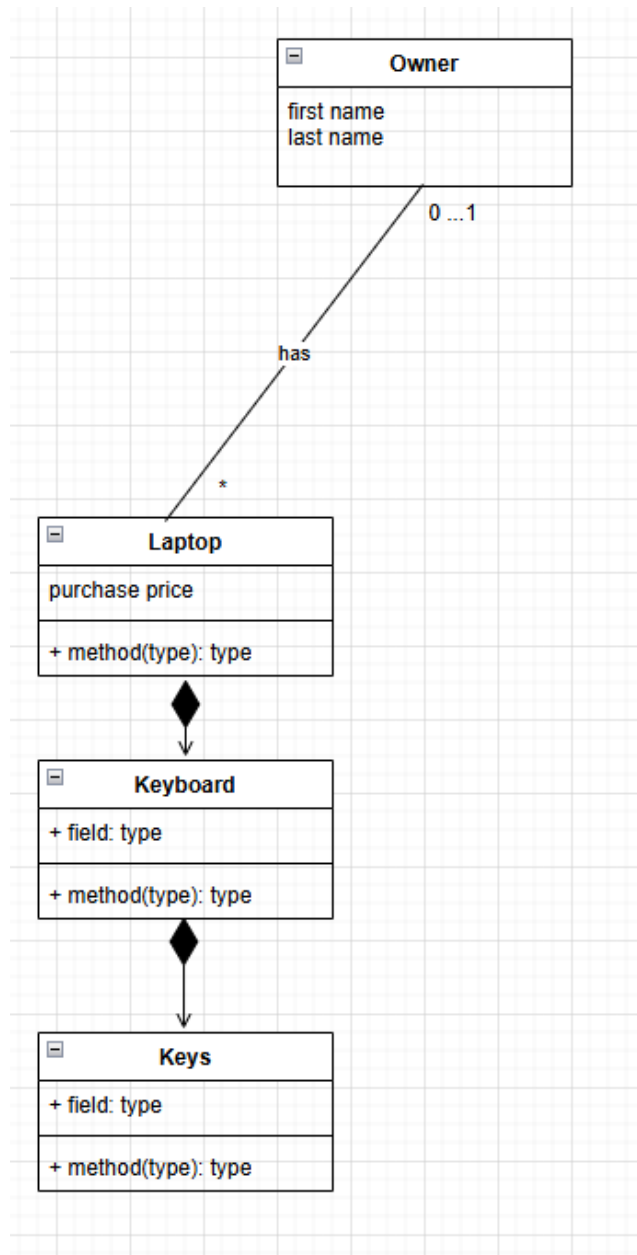 Owner
first name
last name
0 ...1
has
*
Laptop
purchase price
+ method(type): type
Keyboard
+ field: type
+ method(type): type
Keys
+ field: type
+ method(type): type